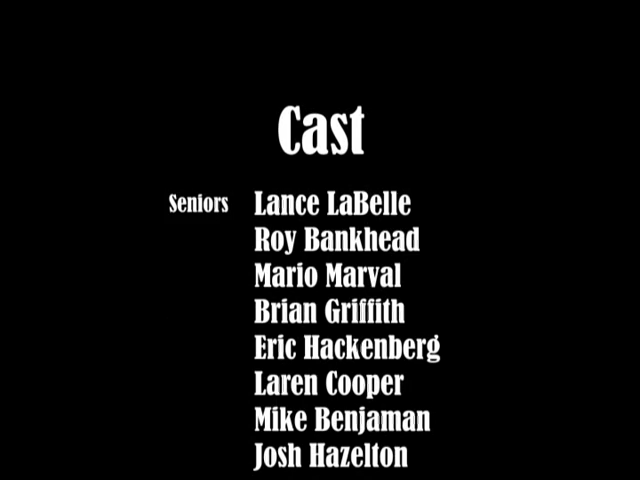 Cast
Seniors Lance LaBelle
Roy Bankhead
Mario Marval
Brian Griffith
Eric Hackenberg
Laren Cooper
Mike Benjaman
Josh Hazelton